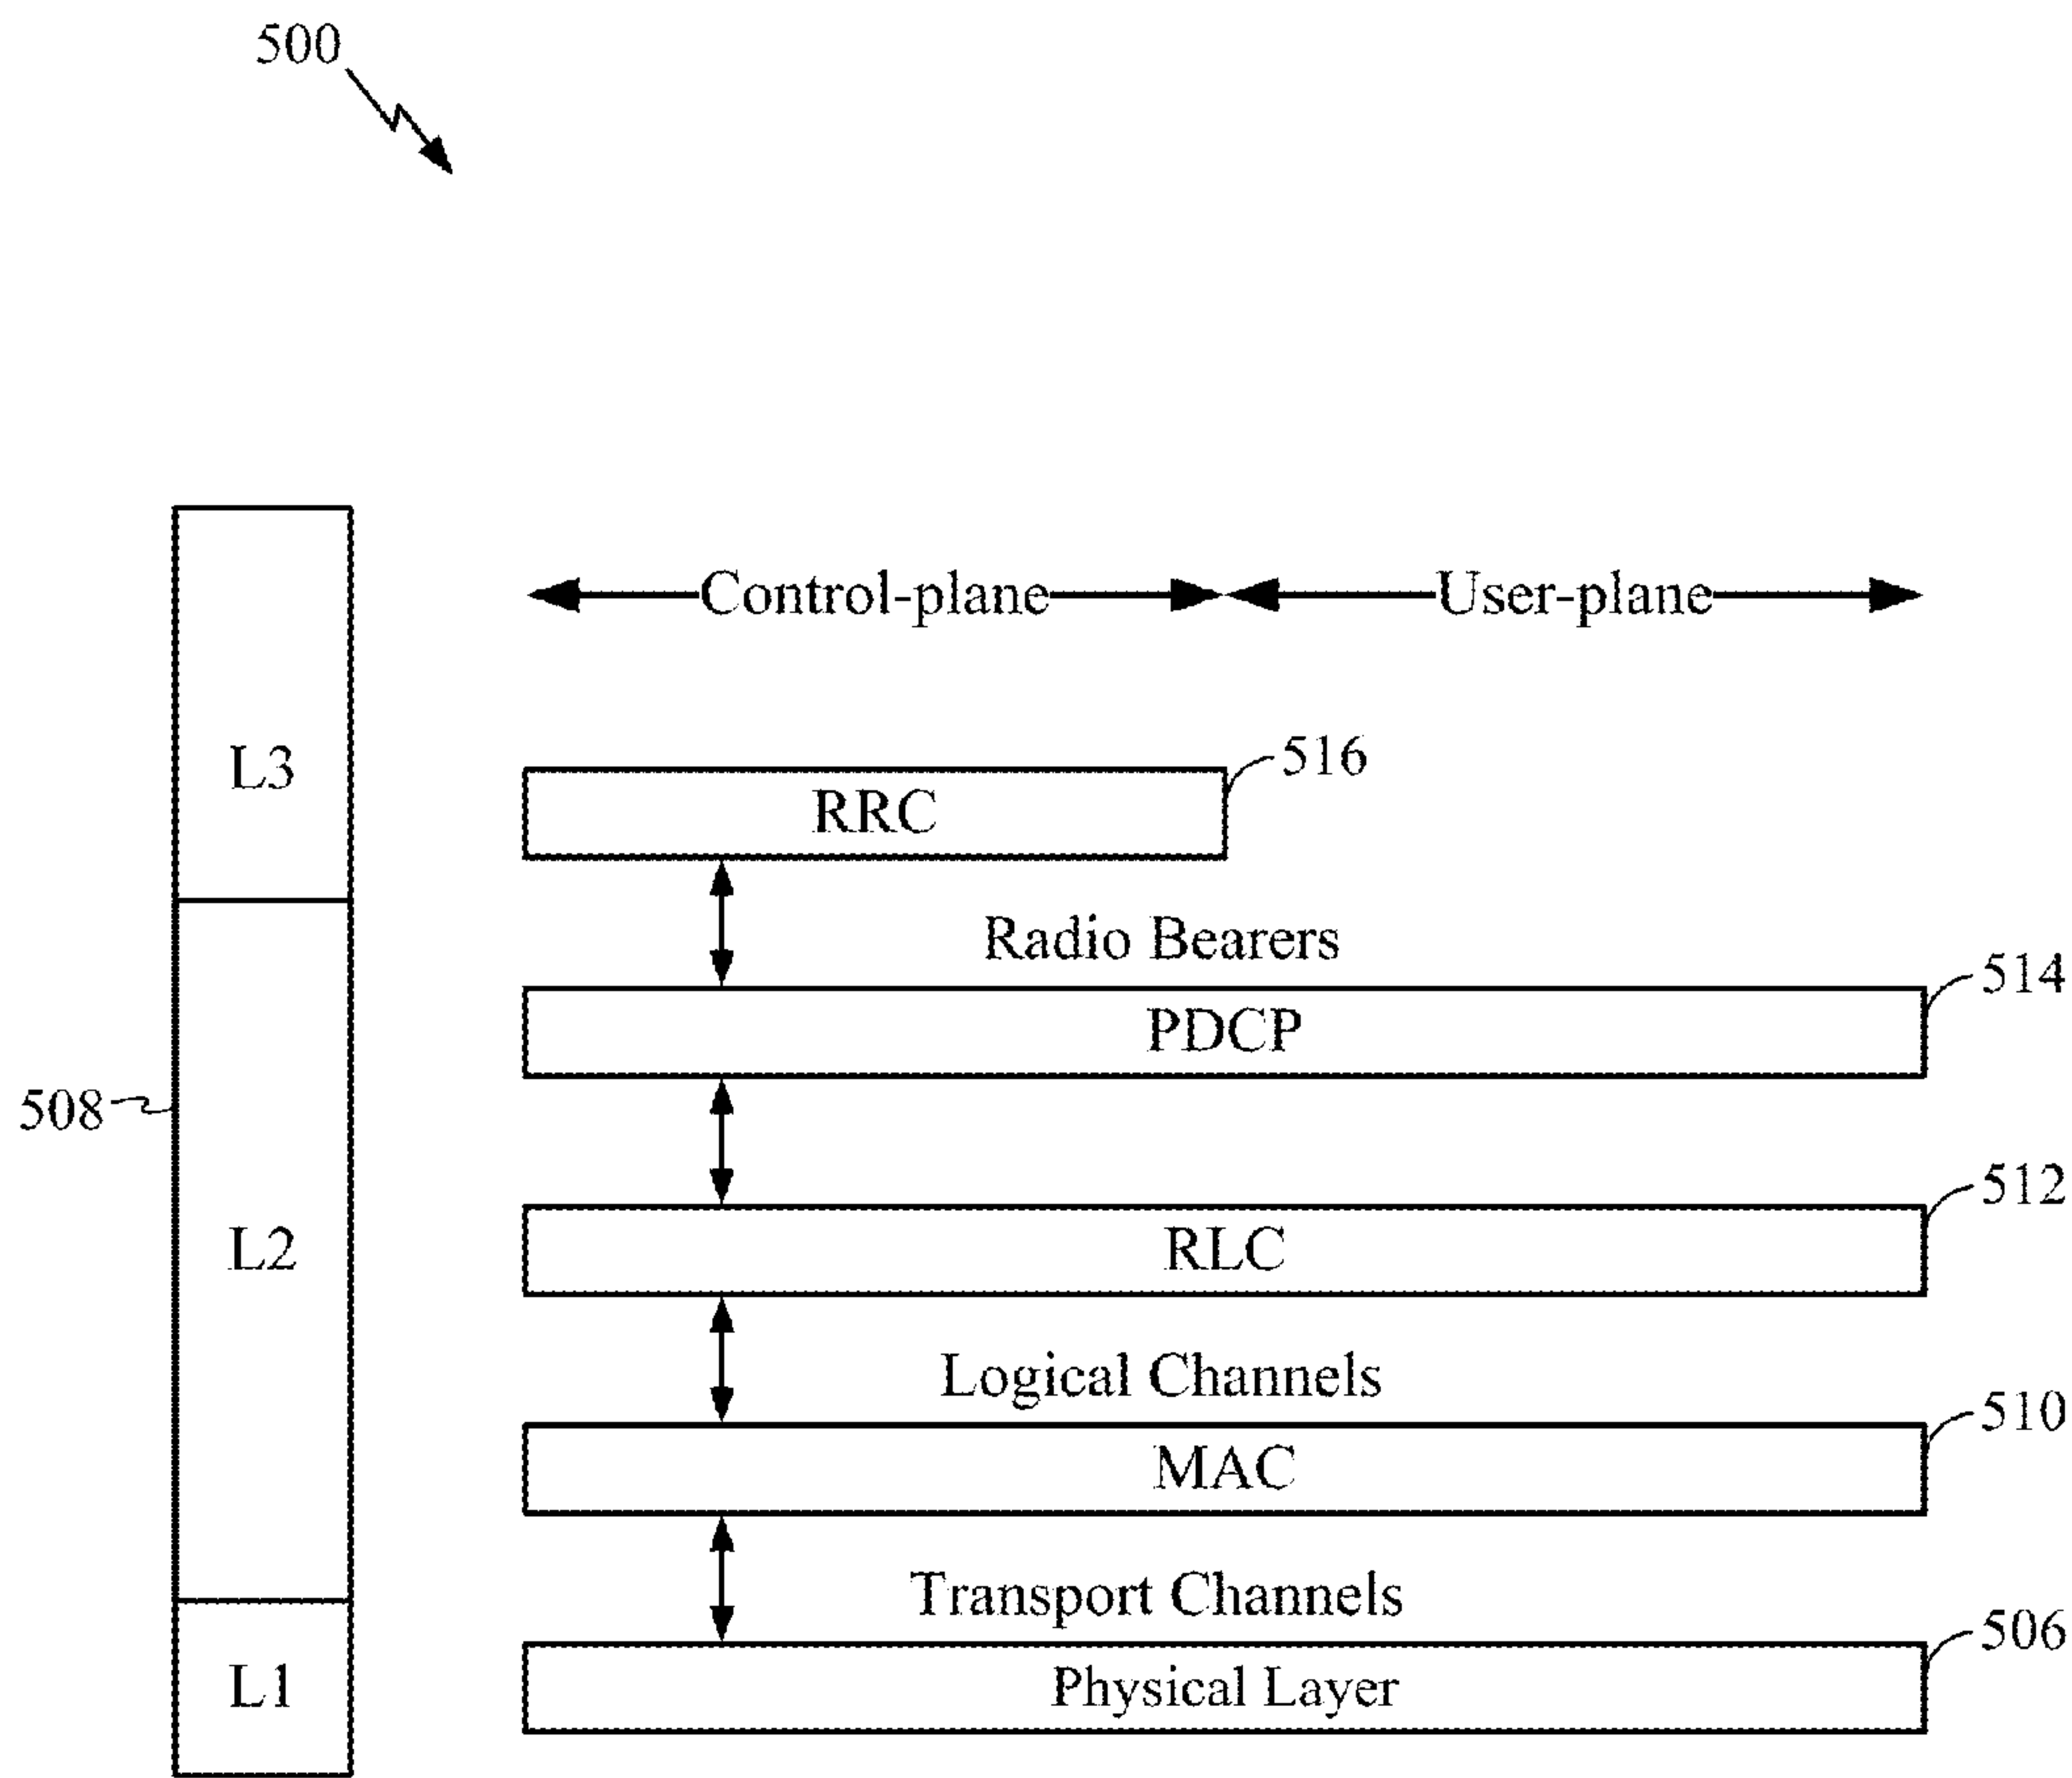 500
Control-plane
User-plane
L3
RRC
516
Radio Bearers
PDCP
514
508
RLC
512
L2
Logical Channels
MAC
510
Transport Channels
Physical Layer
506
L1